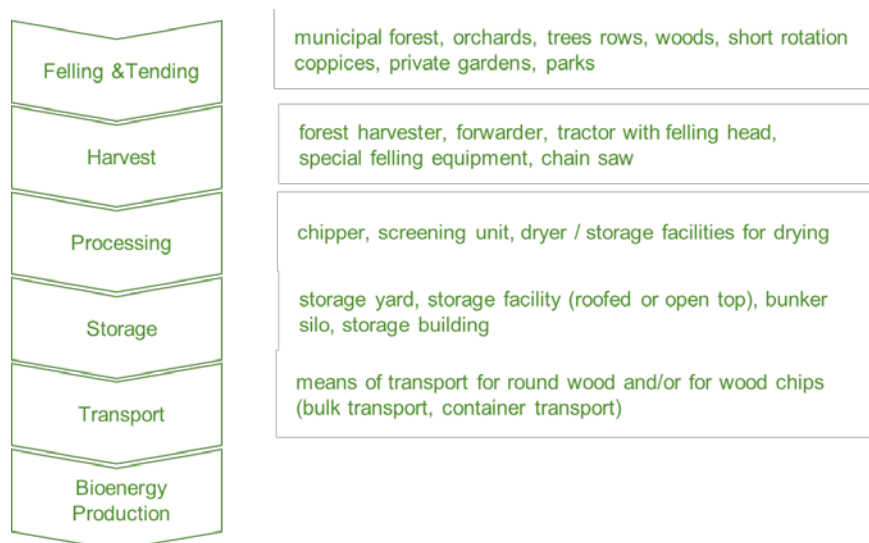 Felling &Tending
municipal forest, orchards, trees rows, woods, short rotation
coppices, private gardens, parks
Harvest
forest harvester, forwarder, tractor with felling head,
special felling equipment, chain saw
Processing
chipper, screening unit, dryer / storage facilities for drying
Storage
storage yard, storage facility (roofed or open top), bunker
silo, storage building
Transport
means of transport for round wood and/or for wood chips
(bulk transport, container transport)
Bioenergy
Production